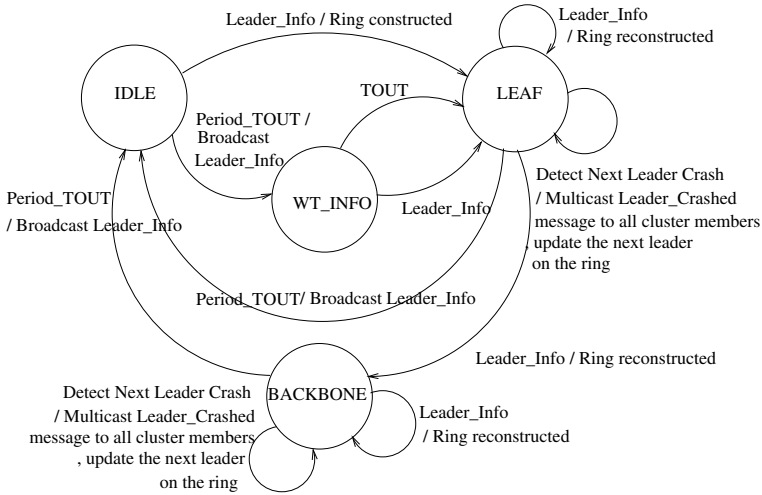 Leader_Info / Ring constructed
Leader_Info
/ Ring reconstructed
IDLE
LEAF
TOUT
Period_TOUT /
Broadcast
Leader_Info
WT_INFO
Leader_Info
Detect Next Leader Crash
/ Multicast Leader_Crashed
message to all cluster members
, update the next leader
on the ring
Period_TOUT
/ Broadcast Leader_Info
Period_TOUT/ Broadcast Leader_Info
Leader_Info / Ring reconstructed
BACKBONE
Detect Next Leader Crash
/ Multicast Leader_Crashed
message to all cluster members
, update the next leader
on the ring
Leader_Info
/ Ring reconstructed